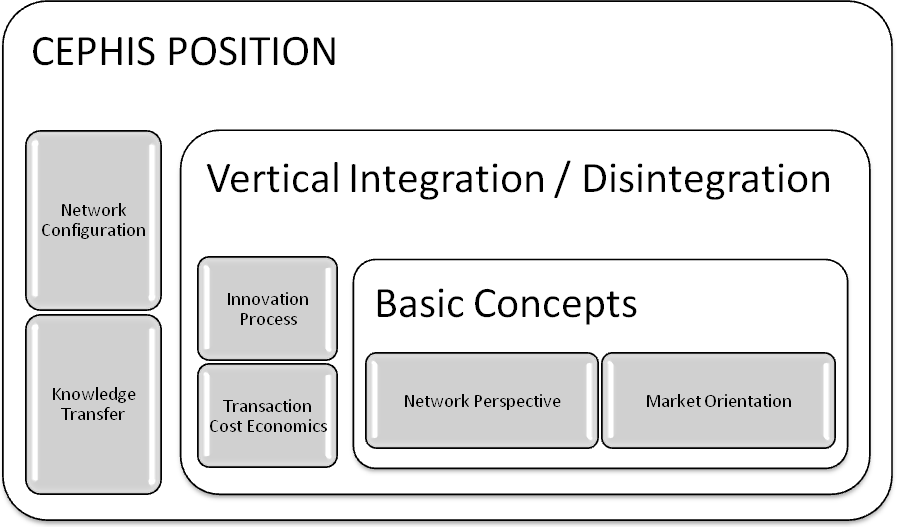 CEPHIS POSITION
Network
Configuration
Knowledge
Transfer
Vertical Integration / Disintegration
Innovation
Process
Transaction
Cost Economics
Basic Concepts
Network Perspective
Market Orientation